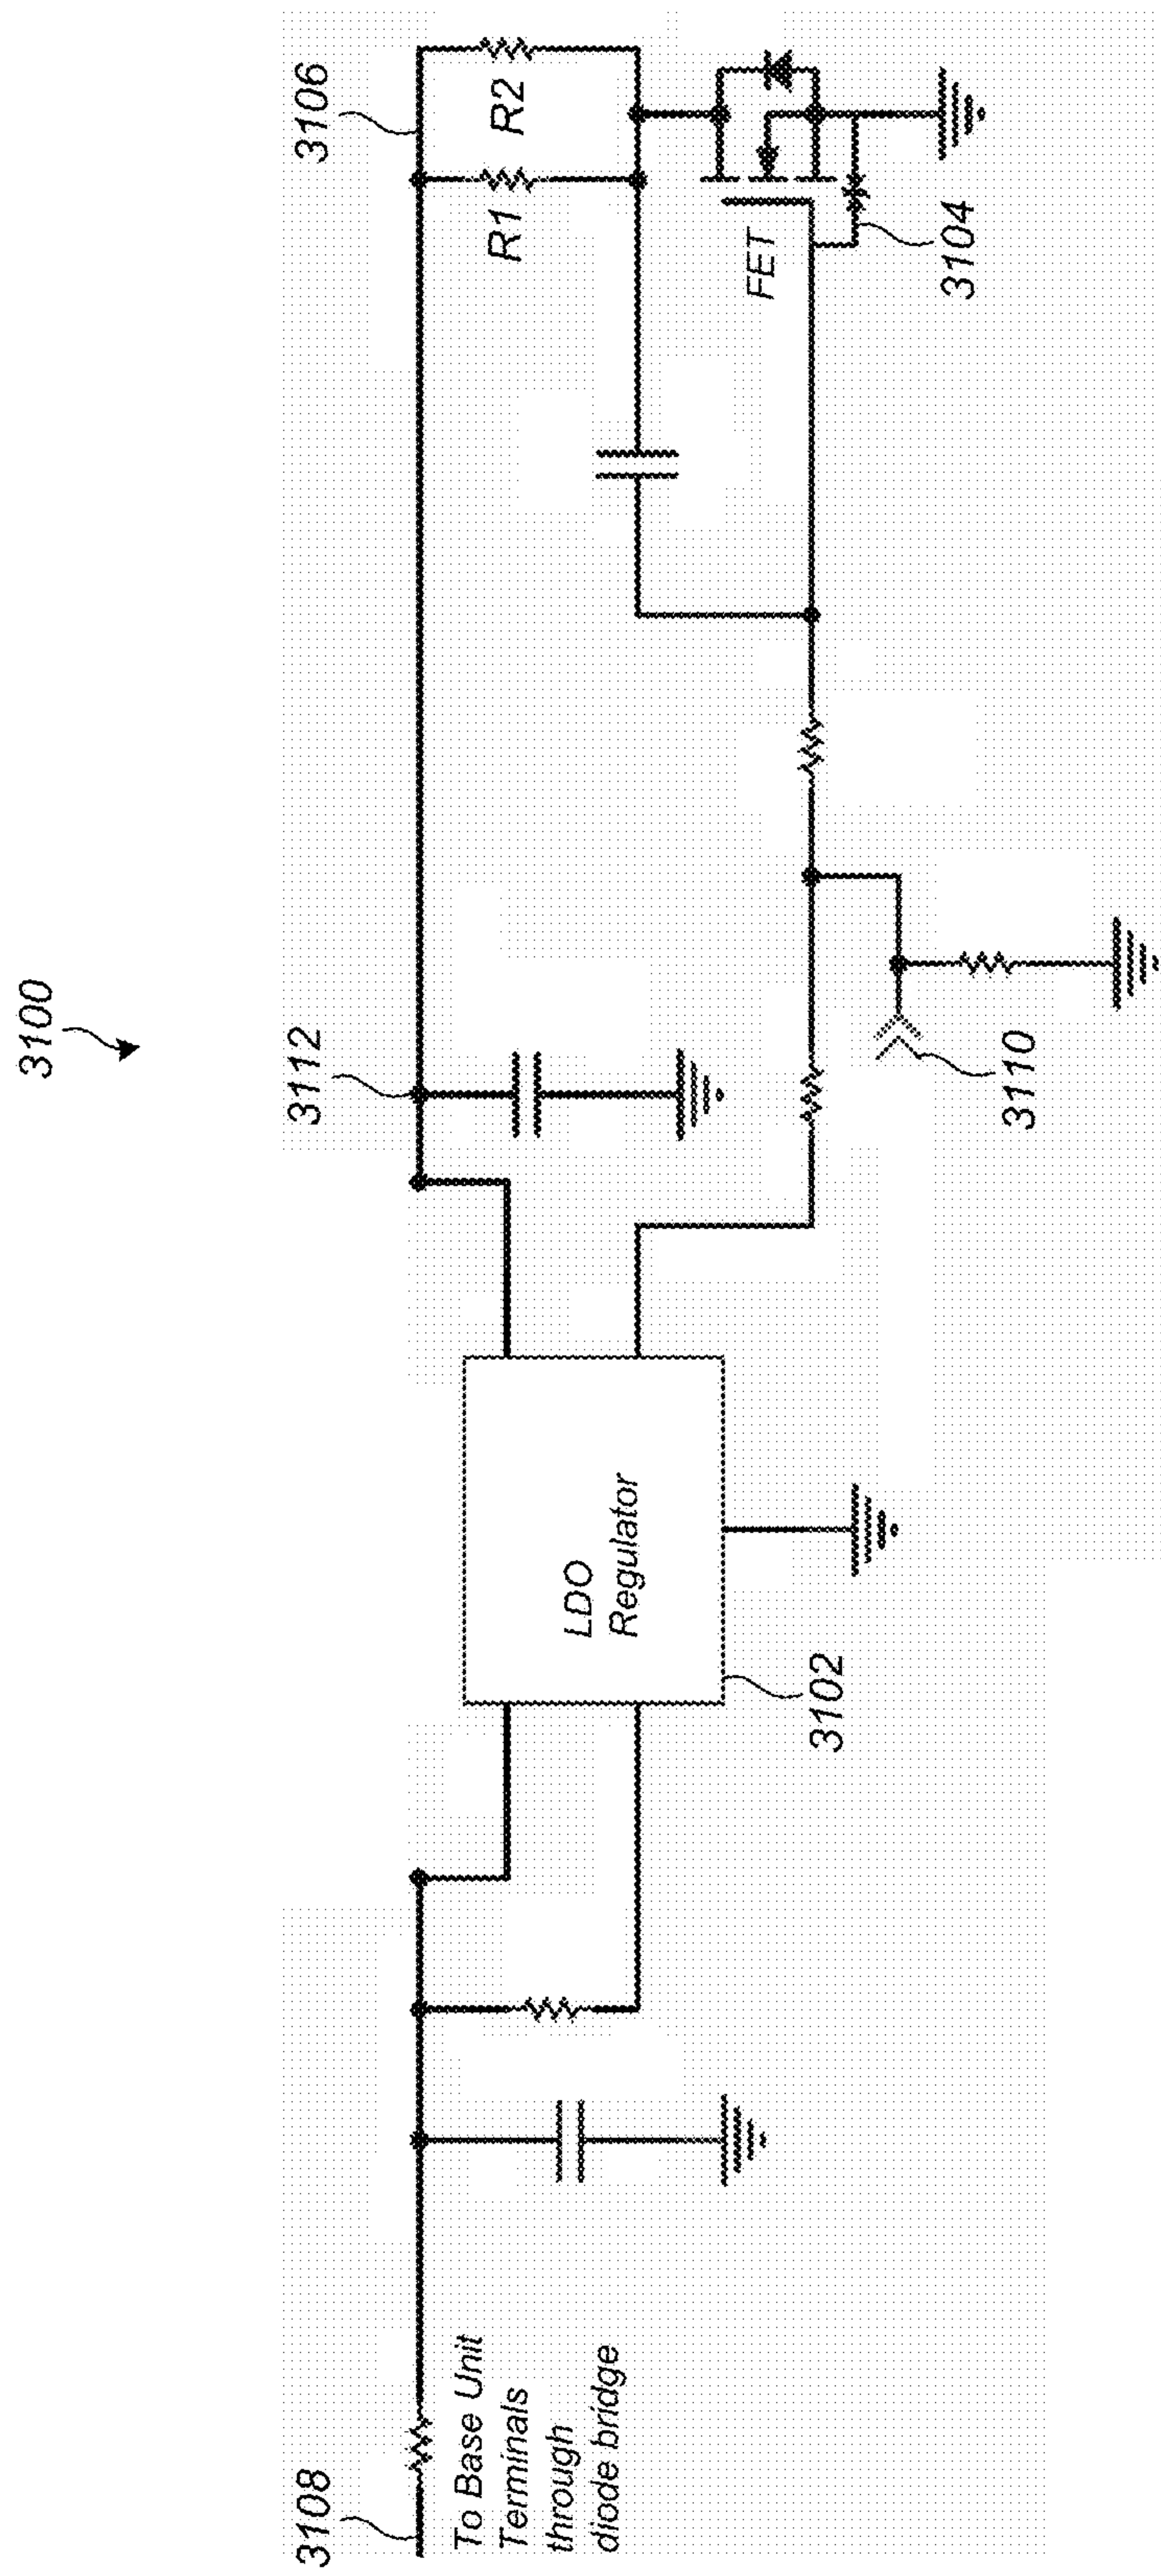 3100
3108
To Base Unit
Terminals
through
diode bridge
LDO
Regulator
3102
3112
3110
3106
R1
R2
FET
3104